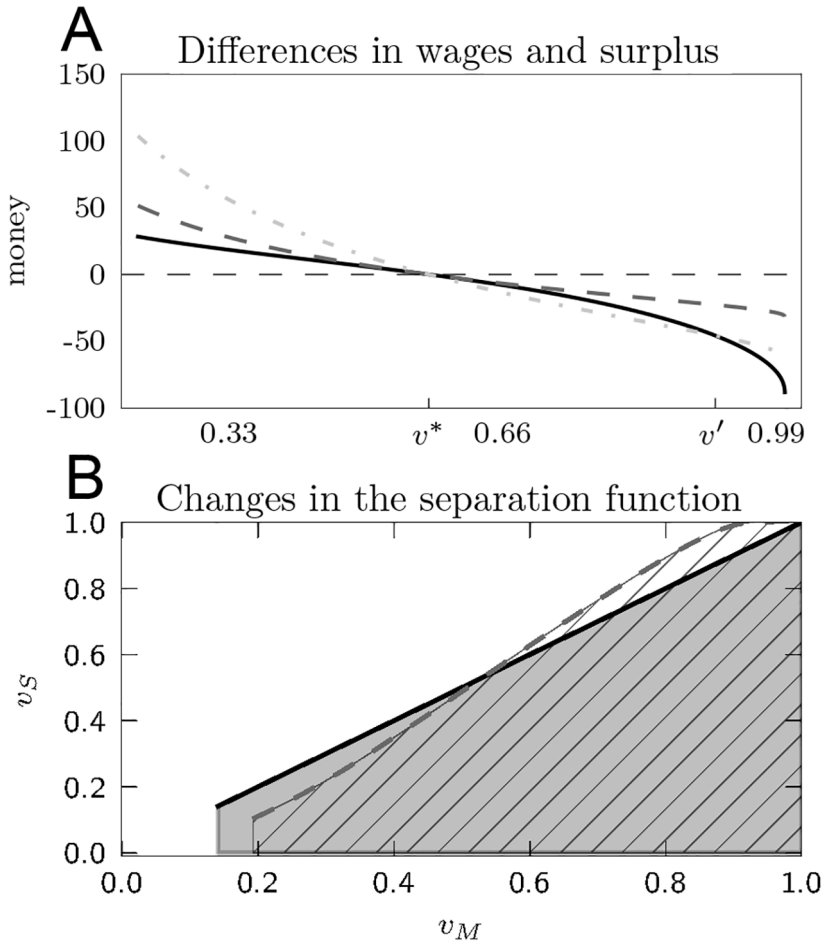 A
Differences in wages and surplus
150
100
50
0
-50
-100
money
0.33 v* 0.66 v′ 0.99
B
Changes in the separation function
1.0
0.8
0.6
0.4
0.2
0.0
v_S
0.0 0.2 0.4 0.6 0.8 1.0
v_M